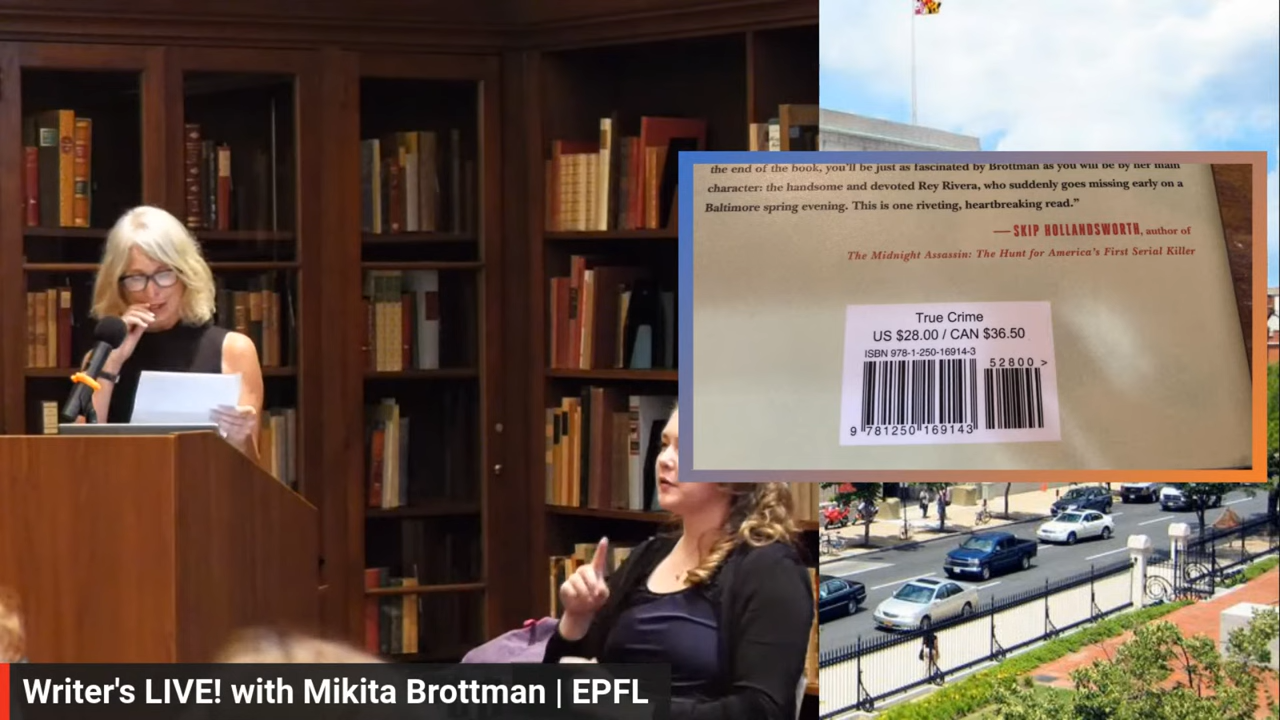 the end of the book, you'll be just as fascinated by Brottman as you will be by her main
character: the handsome and devoted Rey Rivera, who suddenly goes missing early on a
Baltimore spring evening. This is one riveting, heartbreaking read."
—SKIP HOLLANDSWORTH, author of
The Midnight Assassin: The Hunt for America's First Serial Killer
True Crime
US $28.00 / CAN $36.50
ISBN 978-1-250-16914-3
52800 >
9 781250 169143
Writer's LIVE! with Mikita Brottman | EPFL